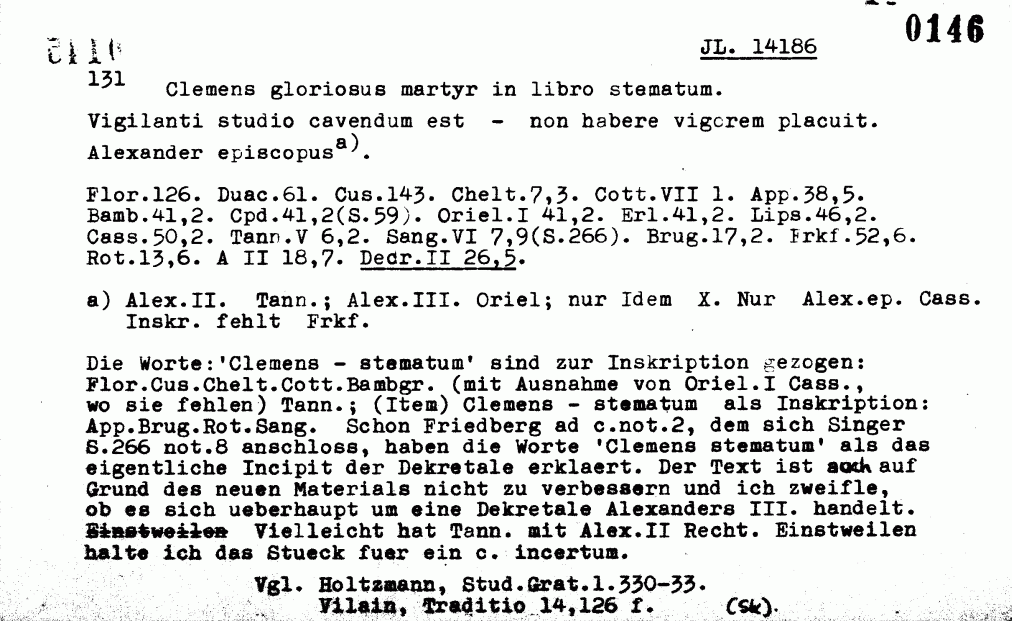 0146
JL. 14186
131
Clemens gloriosus martyr in libro stematum.
Vigilanti studio cavendum est - non habere vigorem placuit.
Alexander episcopus a).
Flor.126. Duac.61. Cus.143. Chelt.7,3. Cott.VII 1. App.38,5.
Bamb.41,2. Cpd.41,2(S.59). Oriel.I 41,2. Erl.41,2. Lips.46,2.
Cass.50,2. Tann.V 6,2. Sang.VI 7,9(S.266). Brug.17,2. Frkf.52,6.
Rot.13,6. A II 18,7. Dedr.II 26,5.
a) Alex.II. Tann.; Alex.III. Oriel; nur Idem X. Nur Alex.ep. Cass.
Inskr. fehlt Frkf.
Die Worte:'Clemens - stematum' sind zur Inskription gezogen:
Flor.Cus.Chelt.Cott.Bambgr. (mit Ausnahme von Oriel.I Cass.,
wo sie fehlen) Tann.; (Item) Clemens - stematum als Inskription:
App.Brug.Rot.Sang. Schon Friedberg ad c.not.2, dem sich Singer
S.266 not.8 anschloss, haben die Worte 'Clemens stematum' als das
eigentliche Incipit der Dekretale erklaert. Der Text ist auch auf
Grund des neuen Materials nicht zu verbessern und ich zweifle,
ob es sich ueberhaupt um eine Dekretale Alexanders III. handelt.
Einstweilen Vielleicht hat Tann. mit Alex.II Recht. Einstweilen
halte ich das Stueck fuer ein c. incertum.
Vgl. Holtzmann, Stud.Grat.1.330-33.
Vilain, Traditio 14,126 f. (Sk).